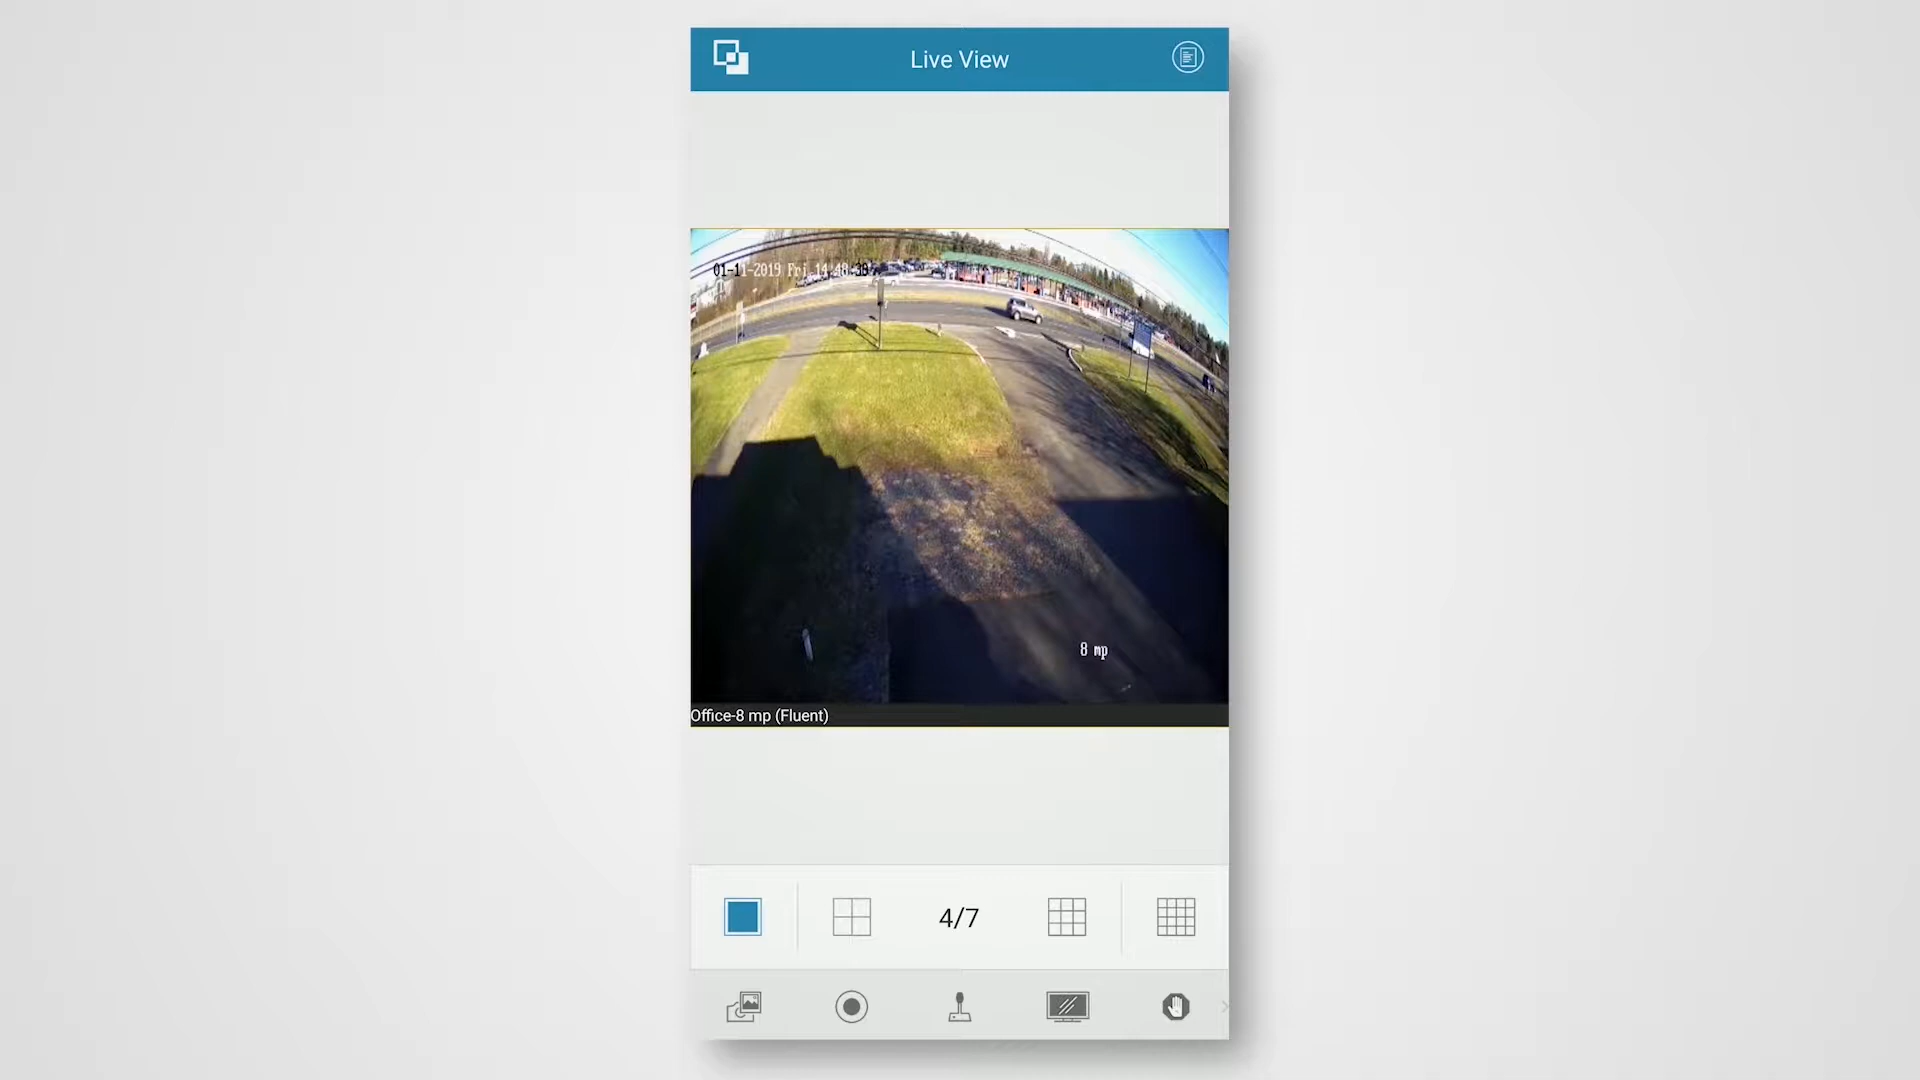 Live View
01-11-2019 Fri 14:48:38
8 mp
Office-8 mp (Fluent)
4/7